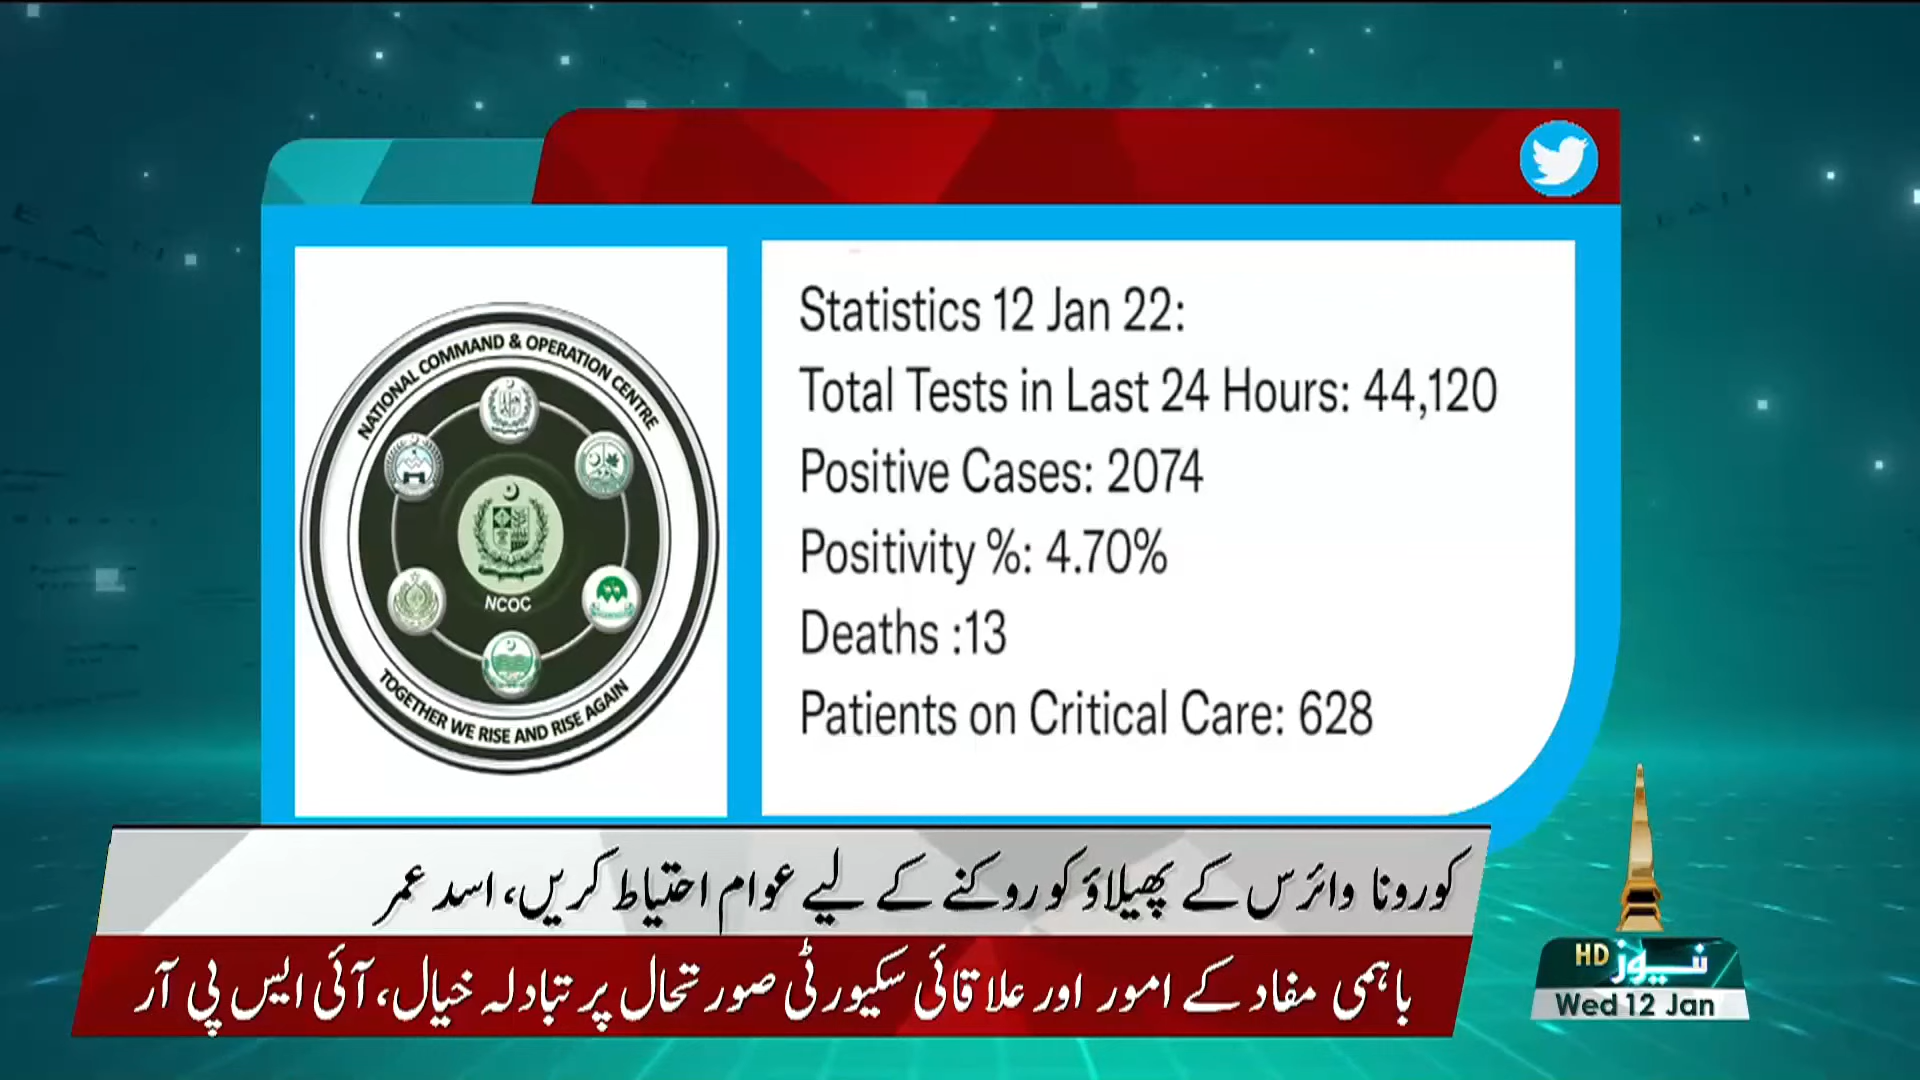 NATIONAL COMMAND & OPERATION CENTRE
NCOC
TOGETHER WE RISE AND RISE AGAIN
Statistics 12 Jan 22:
Total Tests in Last 24 Hours: 44,120
Positive Cases: 2074
Positivity %: 4.70%
Deaths :13
Patients on Critical Care: 628
کورونا وائرس کے پھیلاؤ کو روکنے کے لیے عوام احتیاط کریں، اسد عمر
باہمی مفاد کے امور اور علاقائی سکیورٹی صورتحال پر تبادلہ خیال، آئی ایس پی آر
HD نیوز
Wed 12 Jan